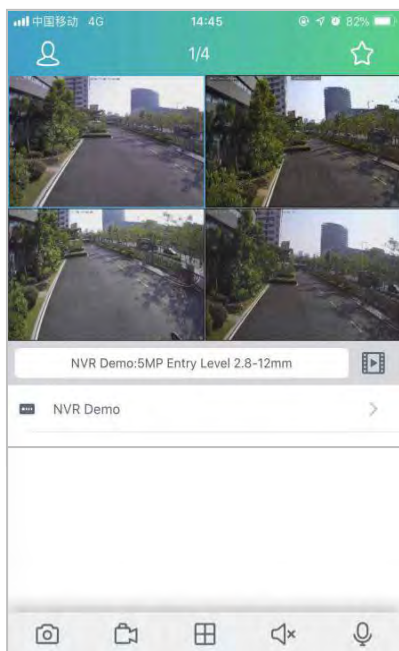 中国移动 4G 14:45 82%
1/4
NVR Demo:5MP Entry Level 2.8-12mm
NVR Demo